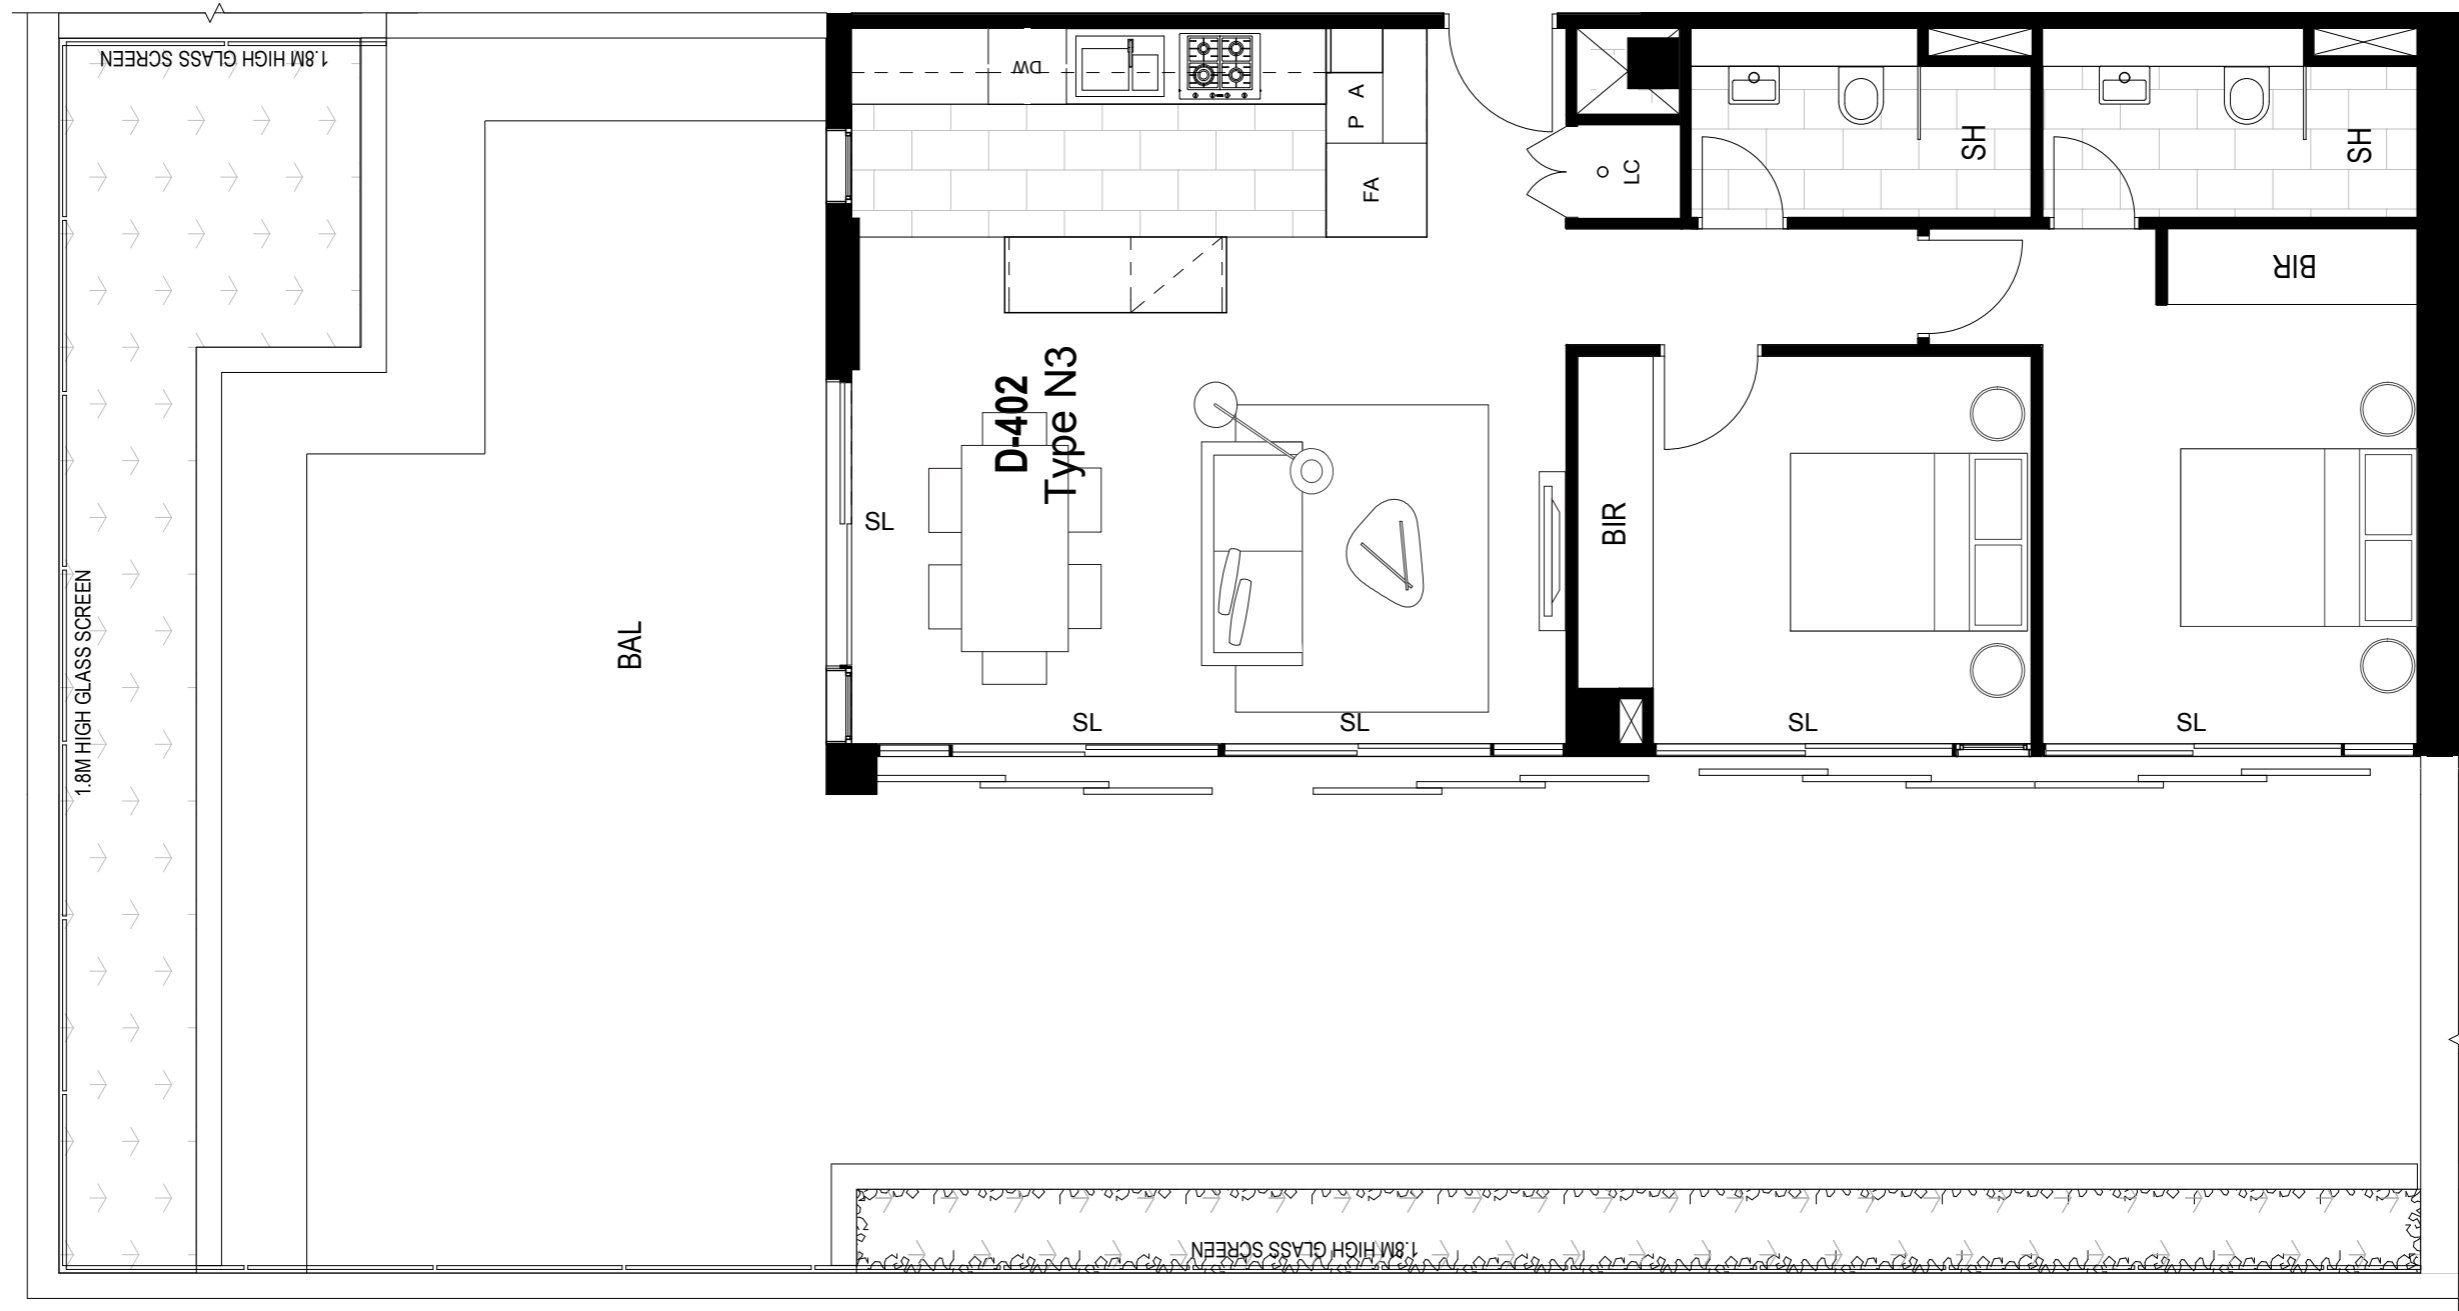 1.8M HIGH GLASS SCREEN
DW
P A
FA
LC
SH
SH
BIR
D-402
Type N3
SL
BIR
1.8M HIGH GLASS SCREEN
BAL
SL
SL
SL
SL
1.8M HIGH GLASS SCREEN